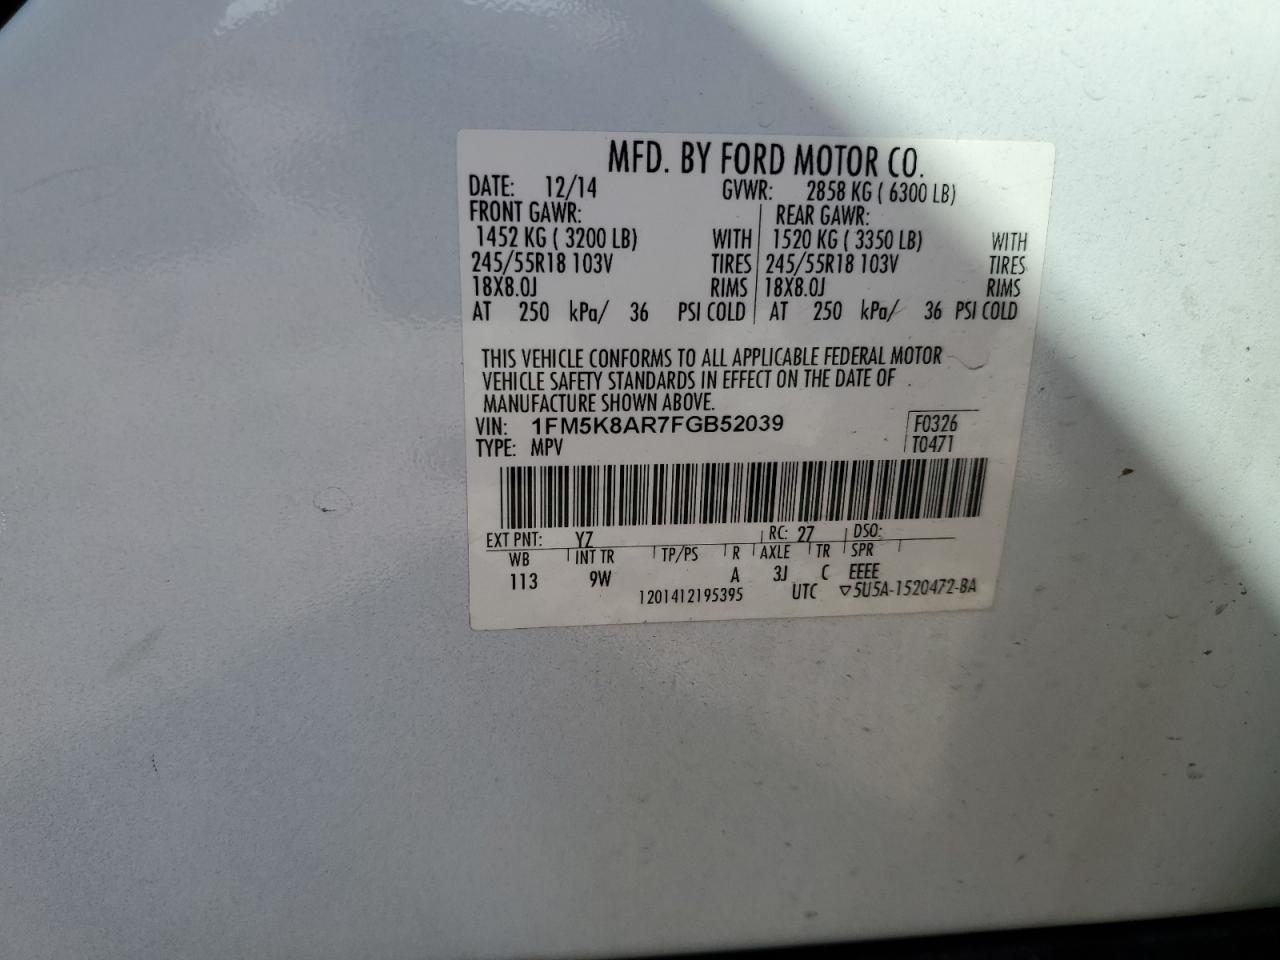 MFD. BY FORD MOTOR CO.
DATE: 12/14 GVWR: 2858 KG ( 6300 LB)
FRONT GAWR: REAR GAWR:
1452 KG ( 3200 LB) WITH 1520 KG ( 3350 LB) WITH
245/55R18 103V TIRES 245/55R18 103V TIRES
18X8.0J RIMS 18X8.0J RIMS
AT 250 kPa/ 36 PSI COLD AT 250 kPa/ 36 PSI COLD
THIS VEHICLE CONFORMS TO ALL APPLICABLE FEDERAL MOTOR
VEHICLE SAFETY STANDARDS IN EFFECT ON THE DATE OF
MANUFACTURE SHOWN ABOVE.
VIN: 1FM5K8AR7FGB52039 F0326
TYPE: MPV T0471
EXT PNT: YZ RC: 27 DSO:
WB INT TR TP/PS R AXLE TR SPR
113 9W A 3J C EEEE
1201412195395 UTC ▽5U5A-1520472-BA